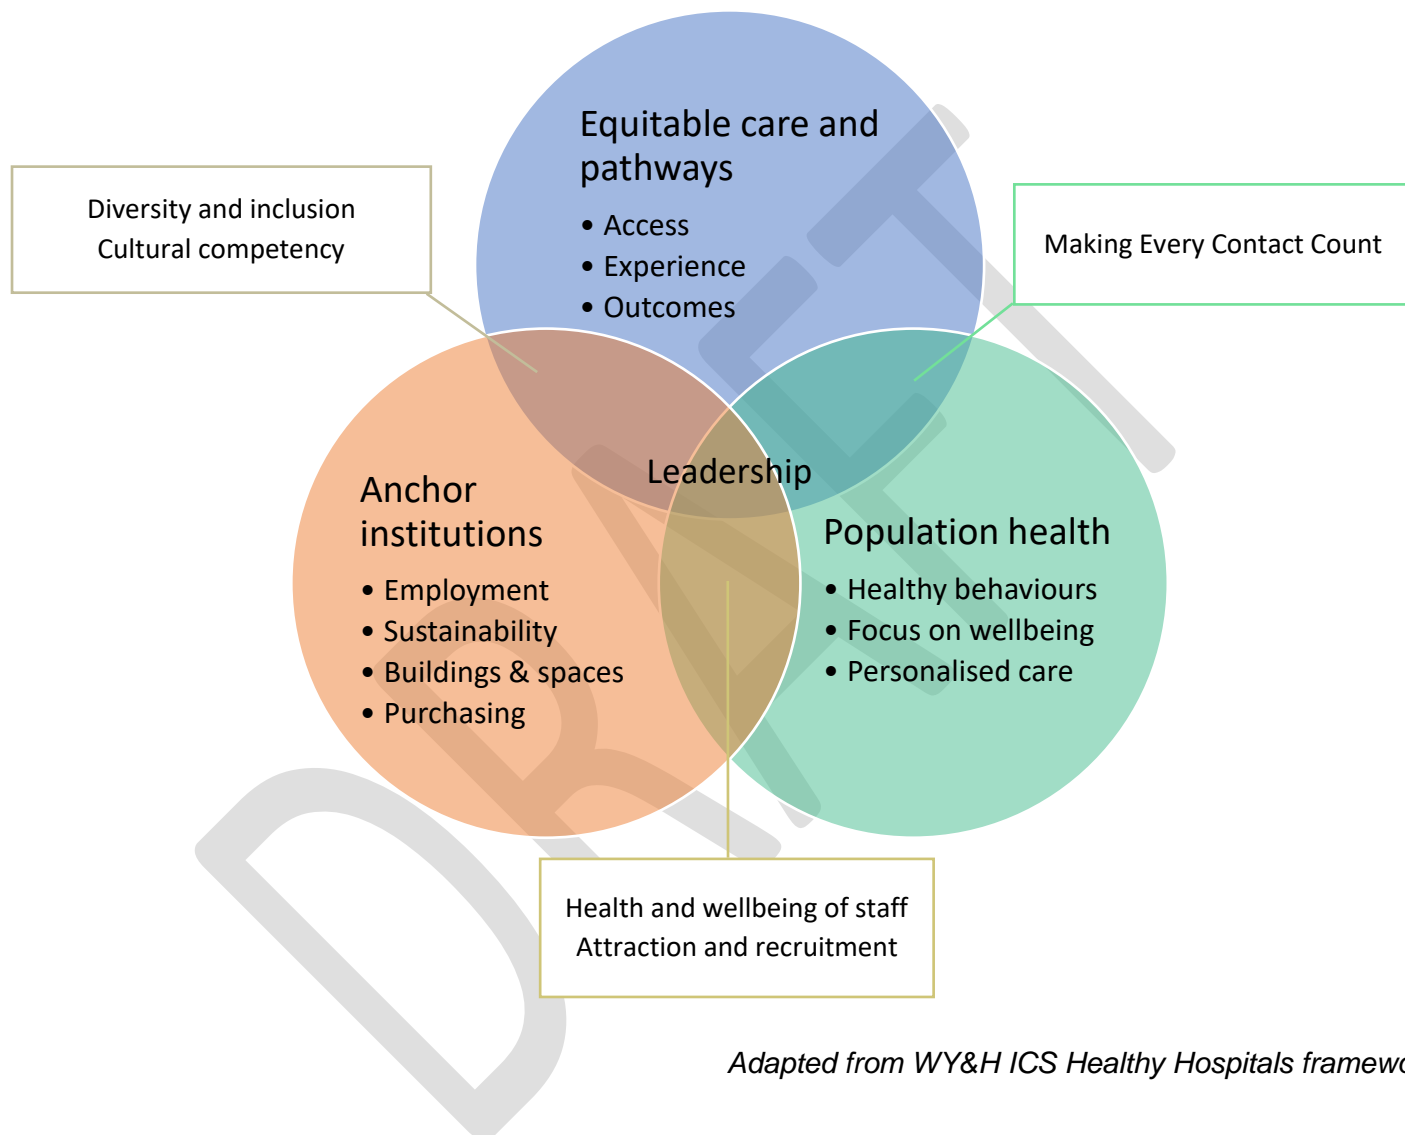 Equitable care and
pathways
• Access
• Experience
• Outcomes
Diversity and inclusion
Cultural competency
Making Every Contact Count
Leadership
Anchor
institutions
• Employment
• Sustainability
• Buildings & spaces
• Purchasing
Population health
• Healthy behaviours
• Focus on wellbeing
• Personalised care
Health and wellbeing of staff
Attraction and recruitment
Adapted from WY&H ICS Healthy Hospitals
DRAFT